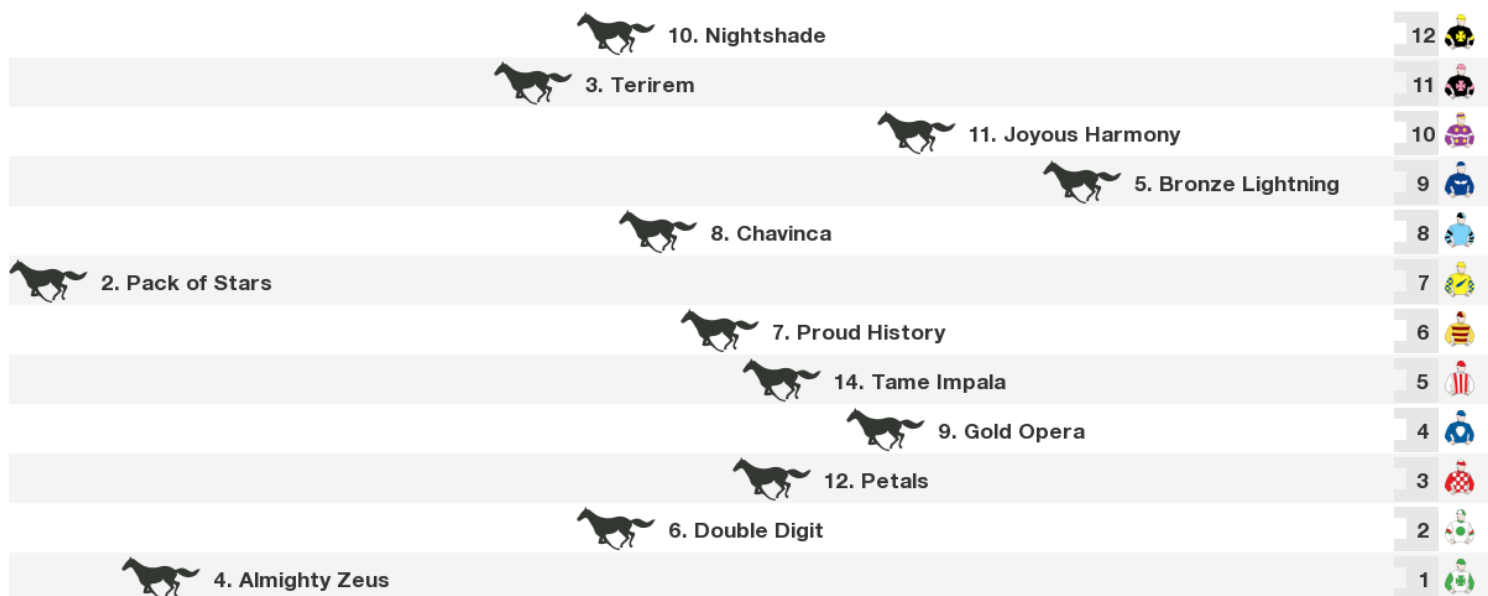 10. Nightshade 12
3. Terirem 11
11. Joyous Harmony 10
5. Bronze Lightning 9
8. Chavinca 8
2. Pack of Stars 7
7. Proud History 6
14. Tame Impala 5
9. Gold Opera 4
12. Petals 3
6. Double Digit 2
4. Almighty Zeus 1